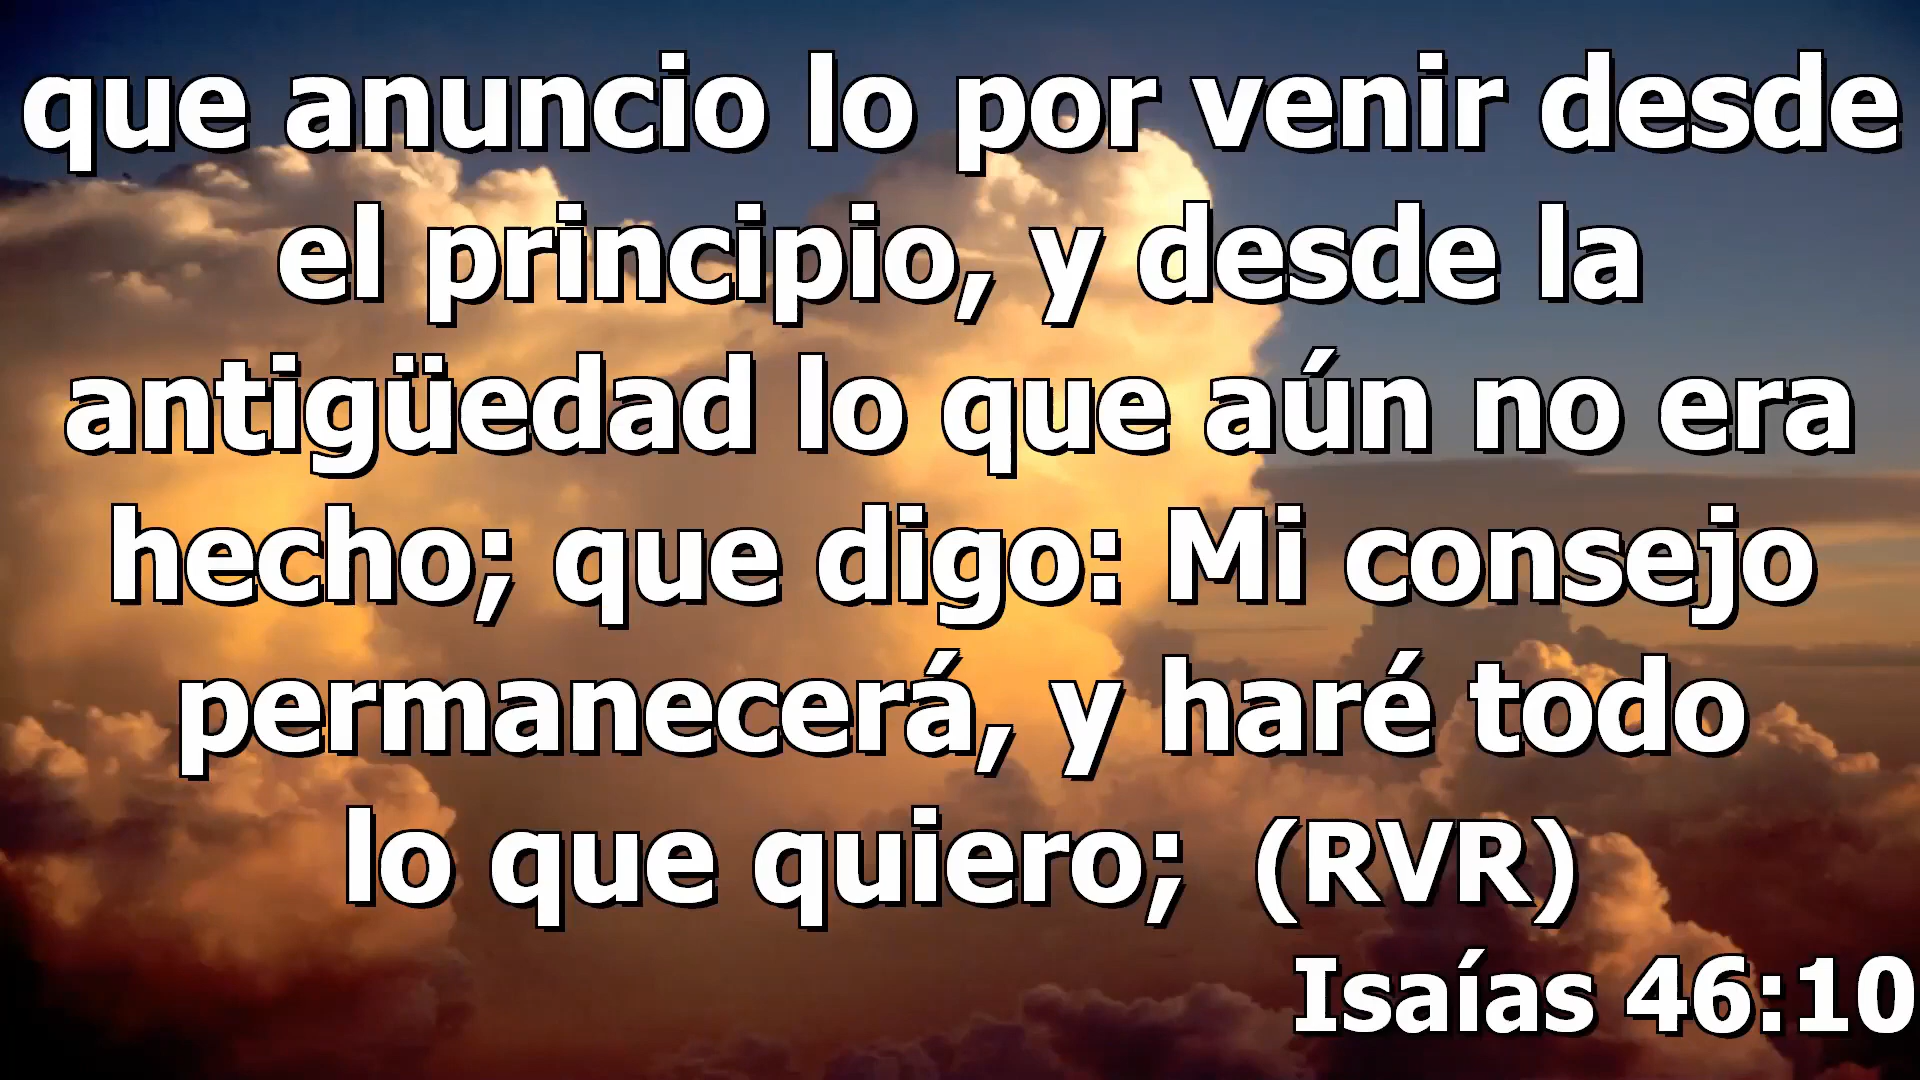 que anuncio lo por venir desde
el principio, y desde la
antigüedad lo que aún no era
hecho; que digo: Mi consejo
permanecerá, y haré todo
lo que quiero; (RVR)
Isaías 46:10